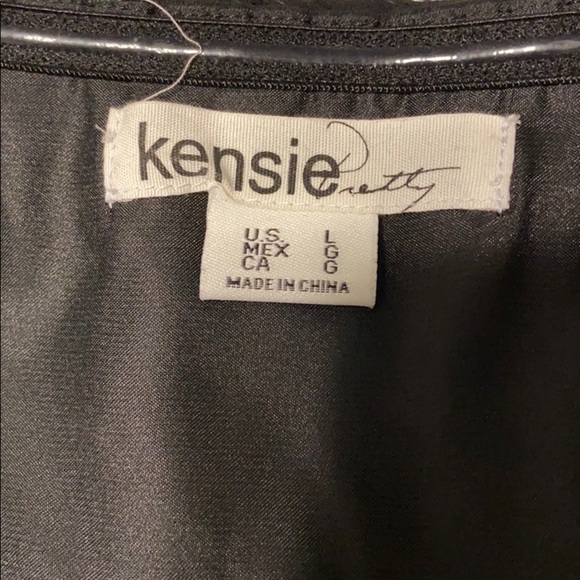 kensie Pretty
U.S. L
MEX G
CA G
MADE IN CHINA